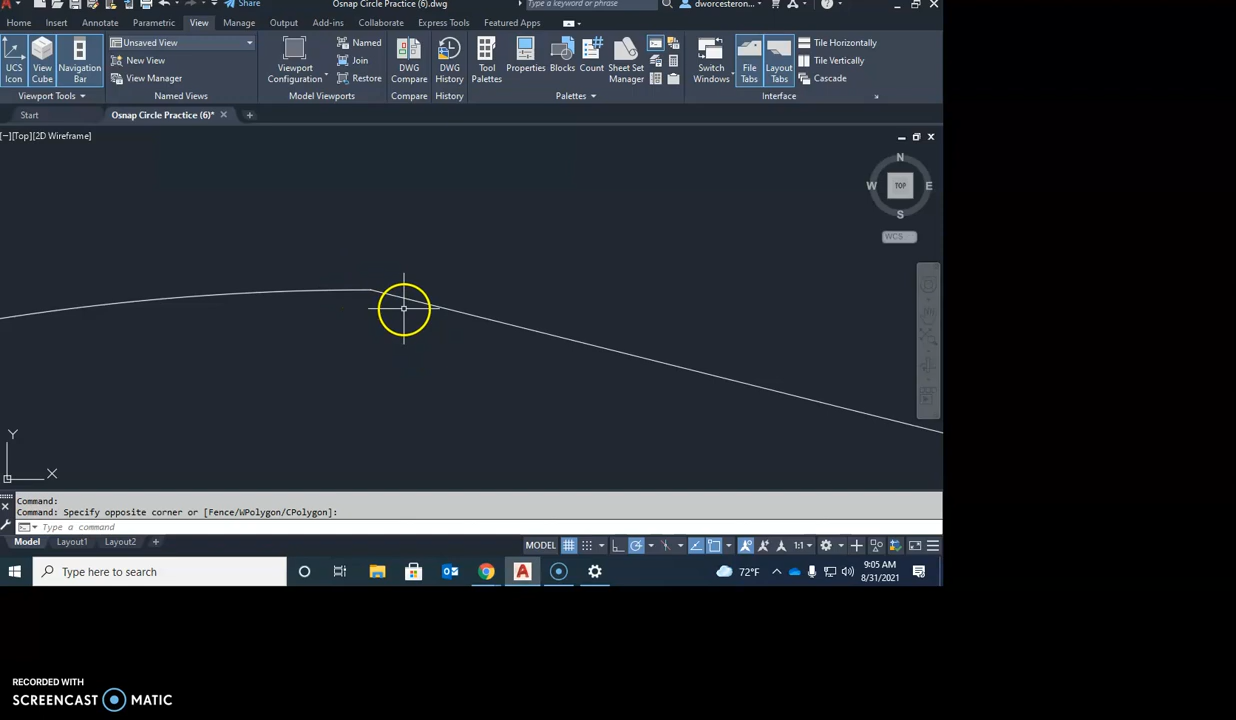 Osnap Circle Practice (6).dwg
Type a keyword or phrase
dworcesteron...
Share
Home Insert Annotate Parametric View Manage Output Add-ins Collaborate Express Tools Featured Apps
UCS Icon
View Cube
Navigation Bar
Viewport Tools
Unsaved View
New View
View Manager
Named Views
Viewport Configuration
Named
Join
Restore
Model Viewports
DWG Compare
Compare
DWG History
History
Tool Palettes
Properties
Blocks
Count
Sheet Set Manager
Palettes
Switch Windows
File Tabs
Layout Tabs
Tile Horizontally
Tile Vertically
Cascade
Interface
Start
Osnap Circle Practice (6)*
[−][Top][2D Wireframe]
N
W
TOP
E
S
WCS
Y
X
Command:
Command: Specify opposite corner or [Fence/WPolygon/CPolygon]:
Type a command
Model Layout1 Layout2
MODEL
1:1
Type here to search
72°F
9:05 AM
8/31/2021
RECORDED WITH
SCREENCAST MATIC